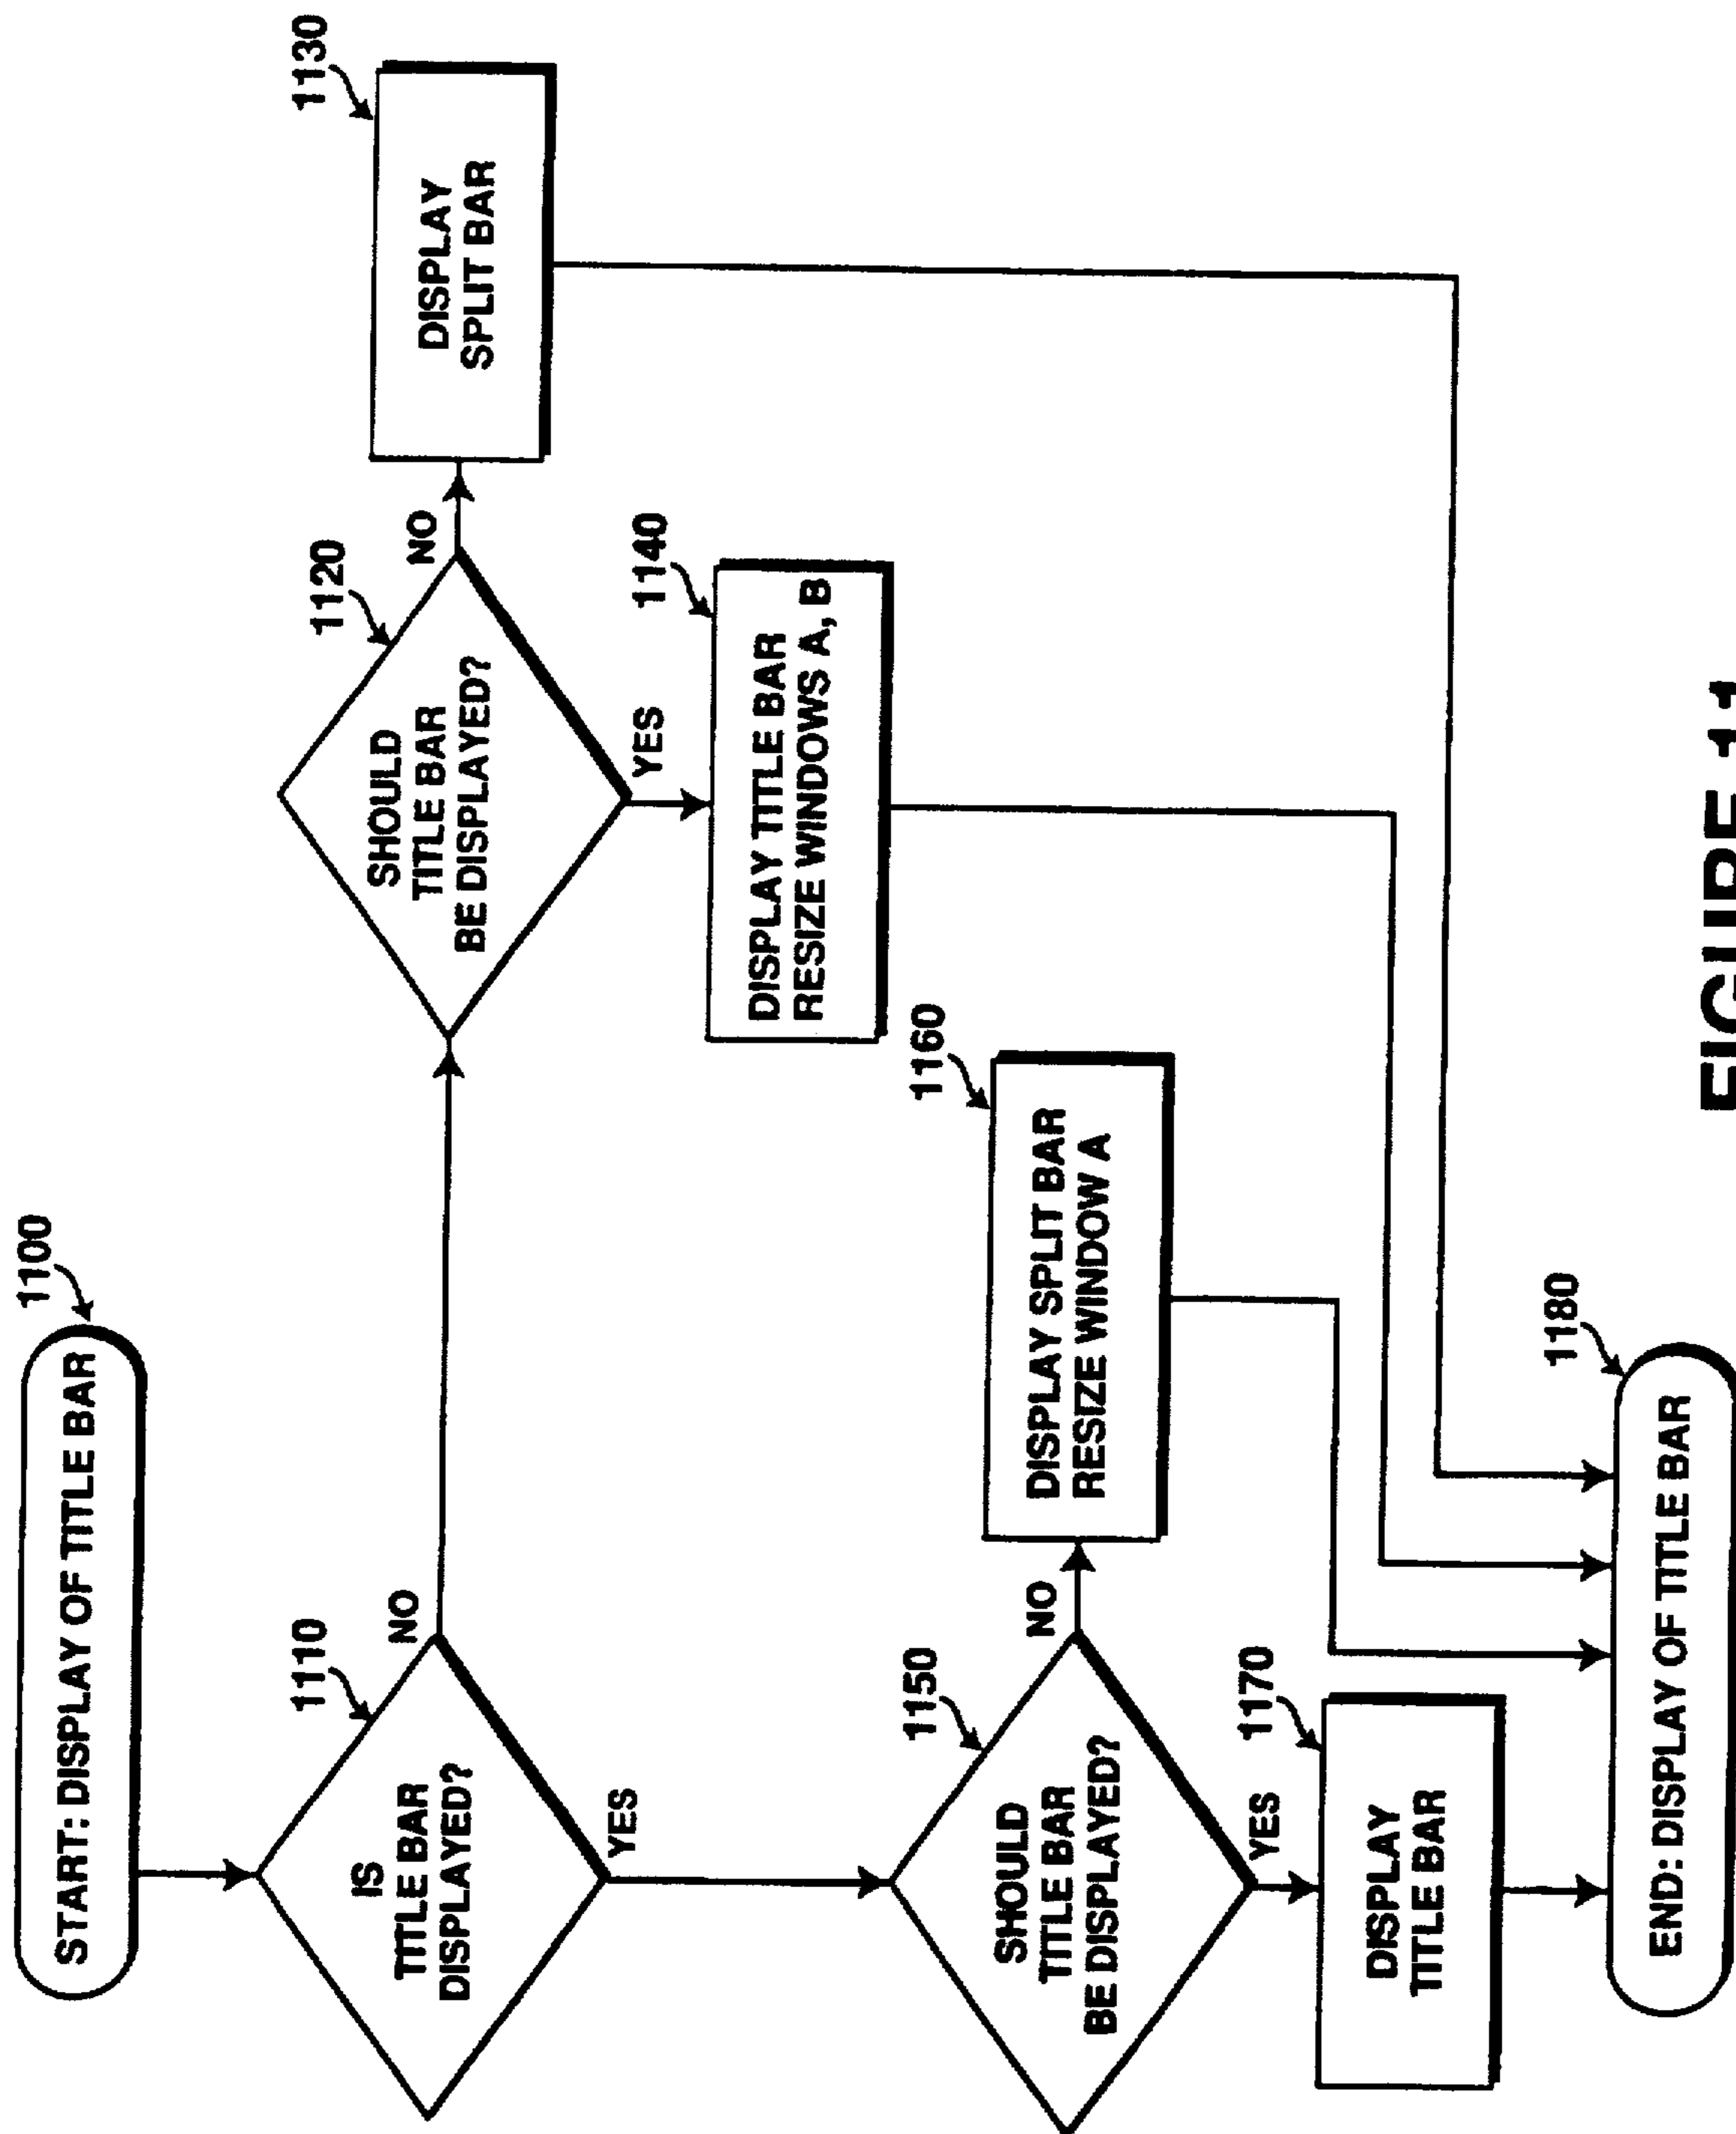 1100
START: DISPLAY OF TITLE BAR
1110
IS
TITLE BAR
DISPLAYED?
NO
YES
1120
SHOULD
TITLE BAR
BE DISPLAYED?
NO
YES
1130
DISPLAY
SPLIT BAR
1140
DISPLAY TITLE BAR
RESIZE WINDOWS A, B
1150
SHOULD
TITLE BAR
BE DISPLAYED?
NO
YES
1160
DISPLAY SPLIT BAR
RESIZE WINDOW A
1170
DISPLAY
TITLE BAR
1180
END: DISPLAY OF TITLE BAR
FIGURE 11